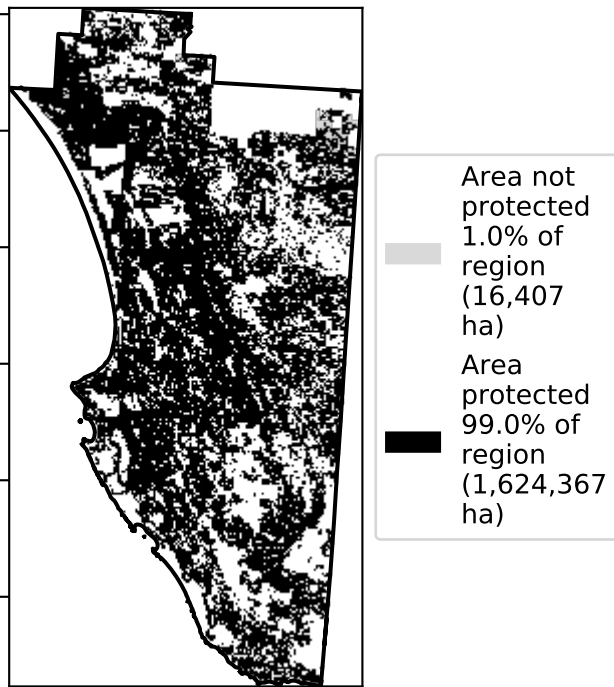 Area not
protected
1.0% of
region
(16,407
ha)
Area
protected
99.0% of
region
(1,624,367
ha)